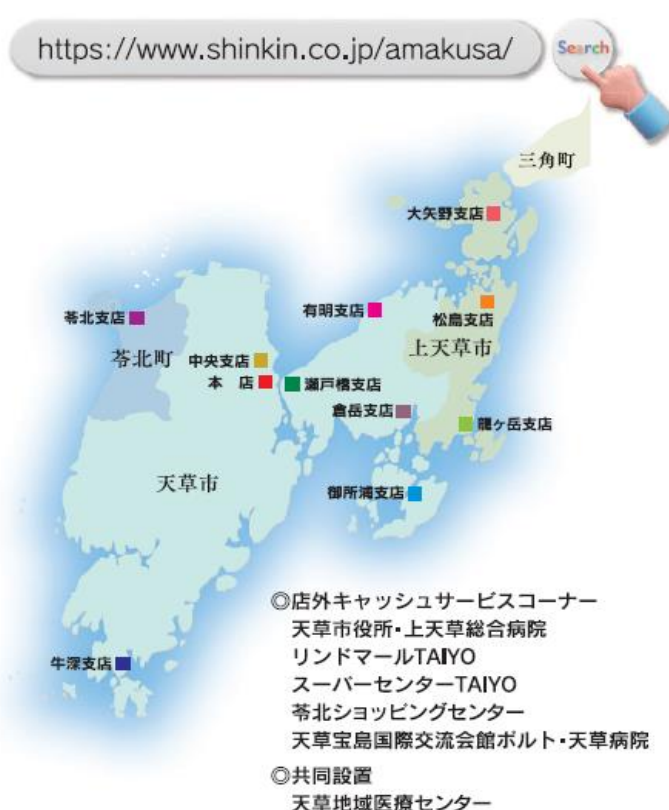 https://www.shinkin.co.jp/amakusa/
Search
三角町
大矢野支店
松島支店
有明支店
苓北支店
上天草市
苓北町
中央支店
本 店
瀬戸橋支店
倉岳支店
龍ヶ岳支店
天草市
御所浦支店
牛深支店
◎店外キャッシュサービスコーナー
天草市役所・上天草総合病院
リンドマールTAIYO
スーパーセンターTAIYO
苓北ショッピングセンター
天草宝島国際交流会館ポルト・天草病院
◎共同設置
天草地域医療センター